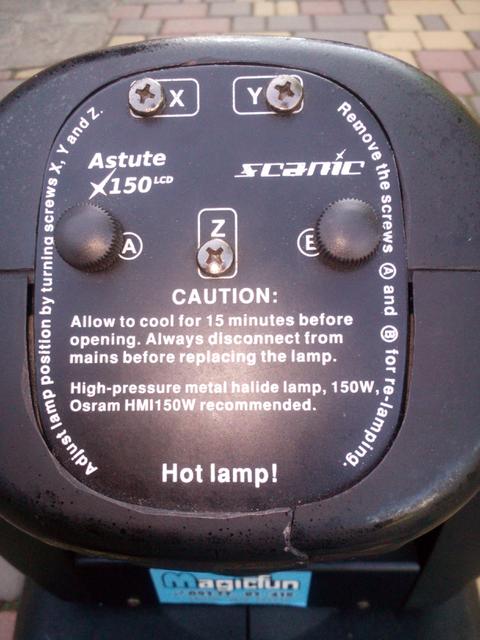 X
Y
Astute
X150 LCD
scanic
A
Z
B
CAUTION:
Allow to cool for 15 minutes before
opening. Always disconnect from
mains before replacing the lamp.
High-pressure metal halide lamp, 150W,
Osram HMI150W recommended.
Hot lamp!
Adjust lamp position by turning screws X, Y and Z.
Remove the screws A and B for re-lamping.
Magicfun